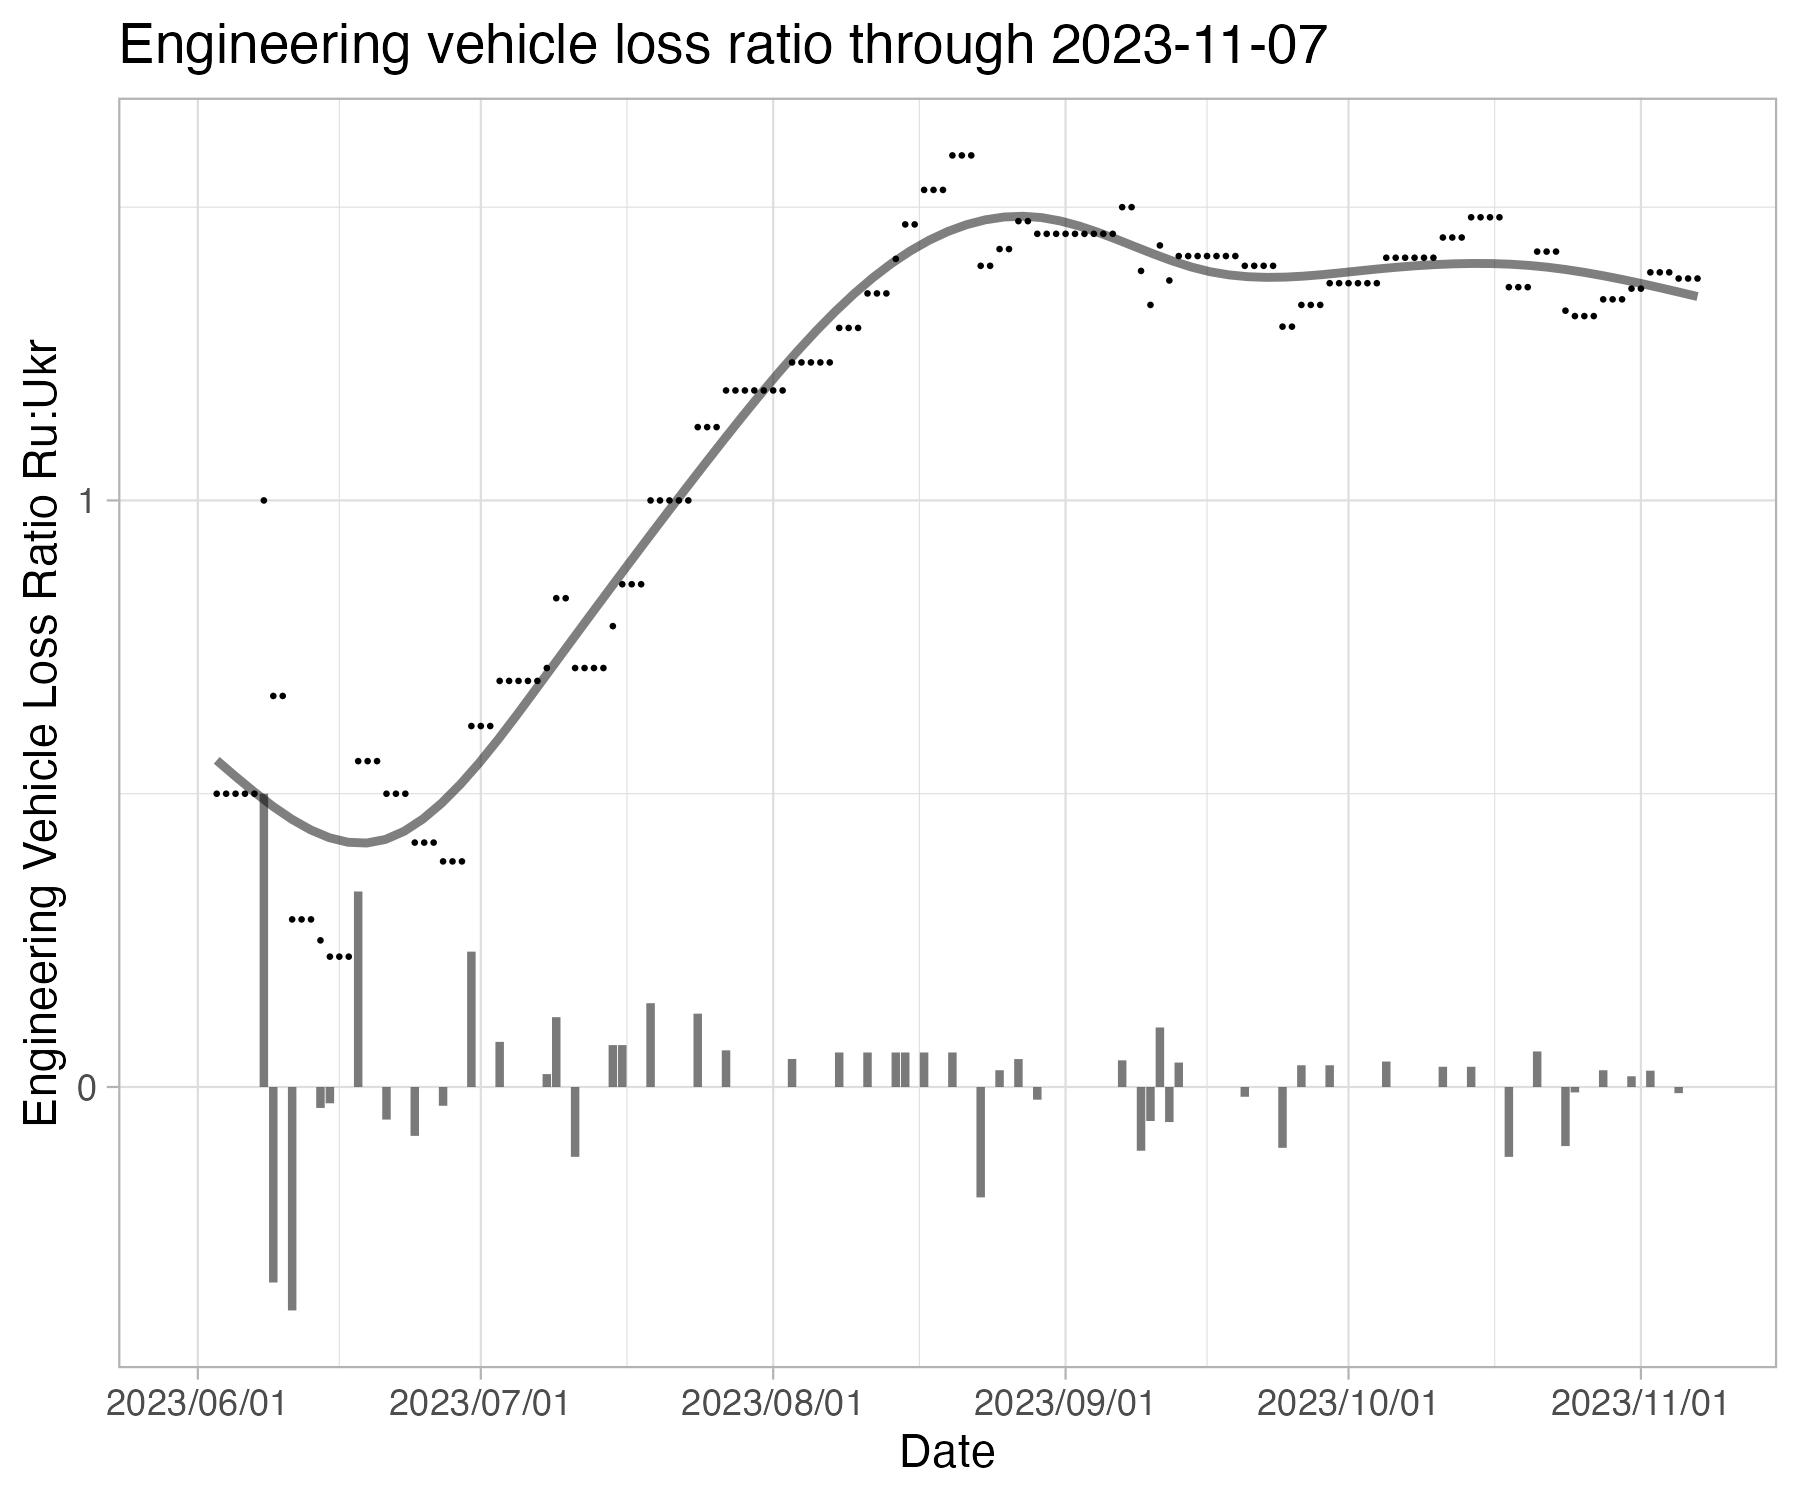 Engineering vehicle loss ratio through 2023-11-07
Engineering Vehicle Loss Ratio Ru:Ukr
1
0
2023/06/01
2023/07/01
2023/08/01
2023/09/01
2023/10/01
2023/11/01
Date